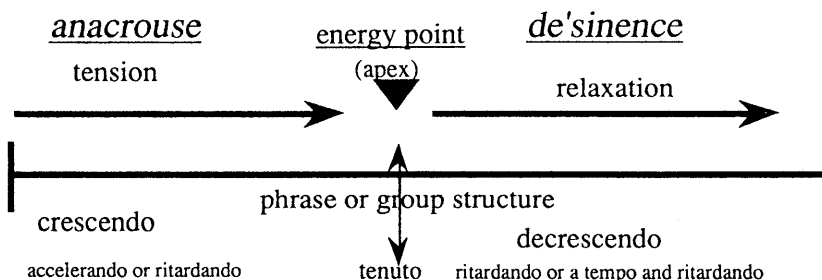 anacrouse energy point de'sinence
tension (apex) relaxation
phrase or group structure
crescendo decrescendo
accelerando or ritardando tenuto ritardando or a tempo and ritardando